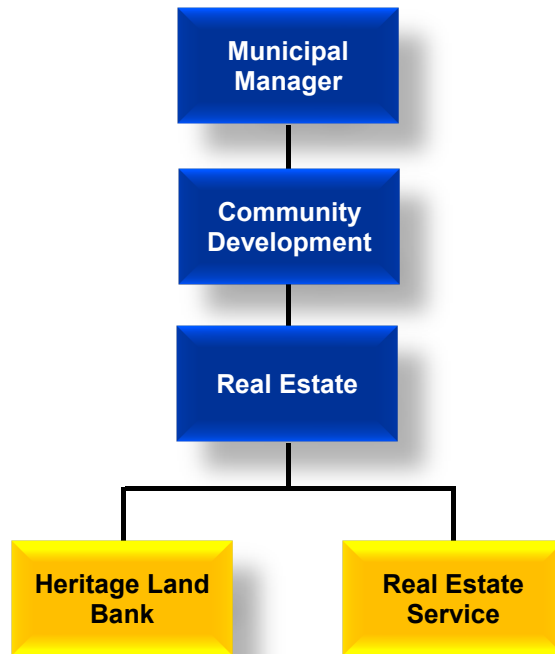 Municipal
Manager
Community
Development
Real Estate
Heritage Land
Bank
Real Estate
Service